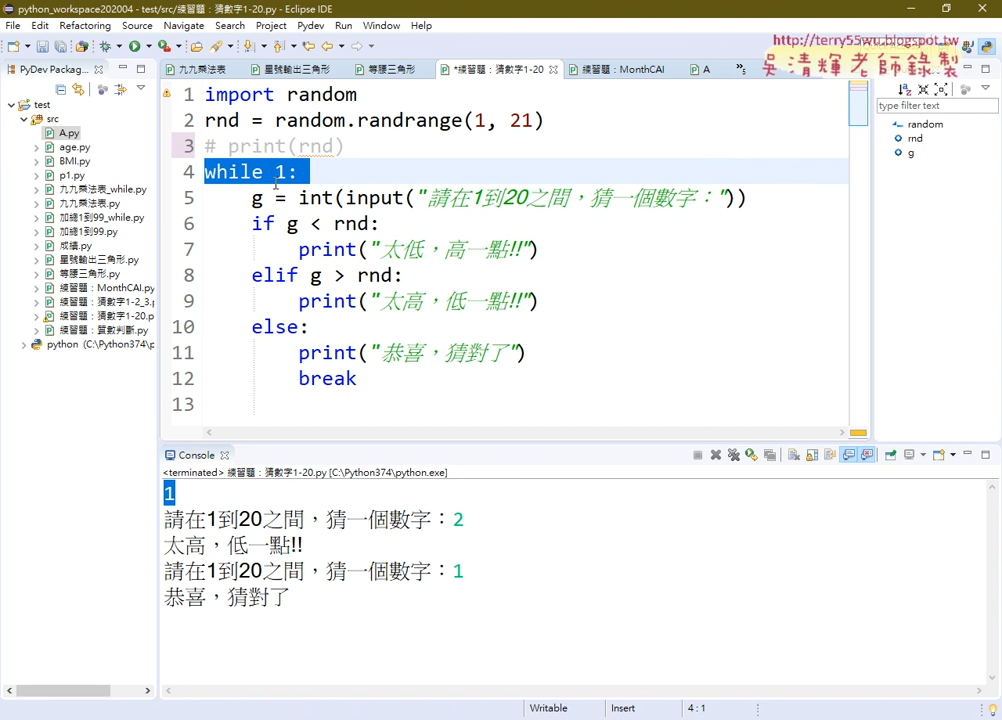 python_workspace202004 - test/src/練習題：猜數字1-20.py - Eclipse IDE
File Edit Refactoring Source Navigate Search Project Pydev Run Window Help
http://terry55wu.blogspot.tw
吳清輝老師錄製
PyDev Packag...
九九乘法表
星號輸出三角形
等腰三角形
*練習題：猜數字1-20
練習題：MonthCAI
A
»5
test
src
A.py
age.py
BMI.py
p1.py
九九乘法表_while.py
九九乘法表.py
加總1到99_while.py
加總1到99.py
成績.py
星號輸出三角形.py
等腰三角形.py
練習題：MonthCAI.py
練習題：猜數字1-2_3.p
練習題：猜數字1-20.p
練習題：質數判斷.py
python (C:\Python374\p
1 import random
2 rnd = random.randrange(1, 21)
3 # print(rnd)
4 while 1:
5 g = int(input("請在1到20之間，猜一個數字："))
6 if g < rnd:
7 print("太低，高一點!!")
8 elif g > rnd:
9 print("太高，低一點!!")
10 else:
11 print("恭喜，猜對了")
12 break
13
type filter text
random
rnd
g
Console
<terminated> 練習題：猜數字1-20.py [C:\Python374\python.exe]
1
請在1到20之間，猜一個數字：2
太高，低一點!!
請在1到20之間，猜一個數字：1
恭喜，猜對了
Writable Insert 4 : 1